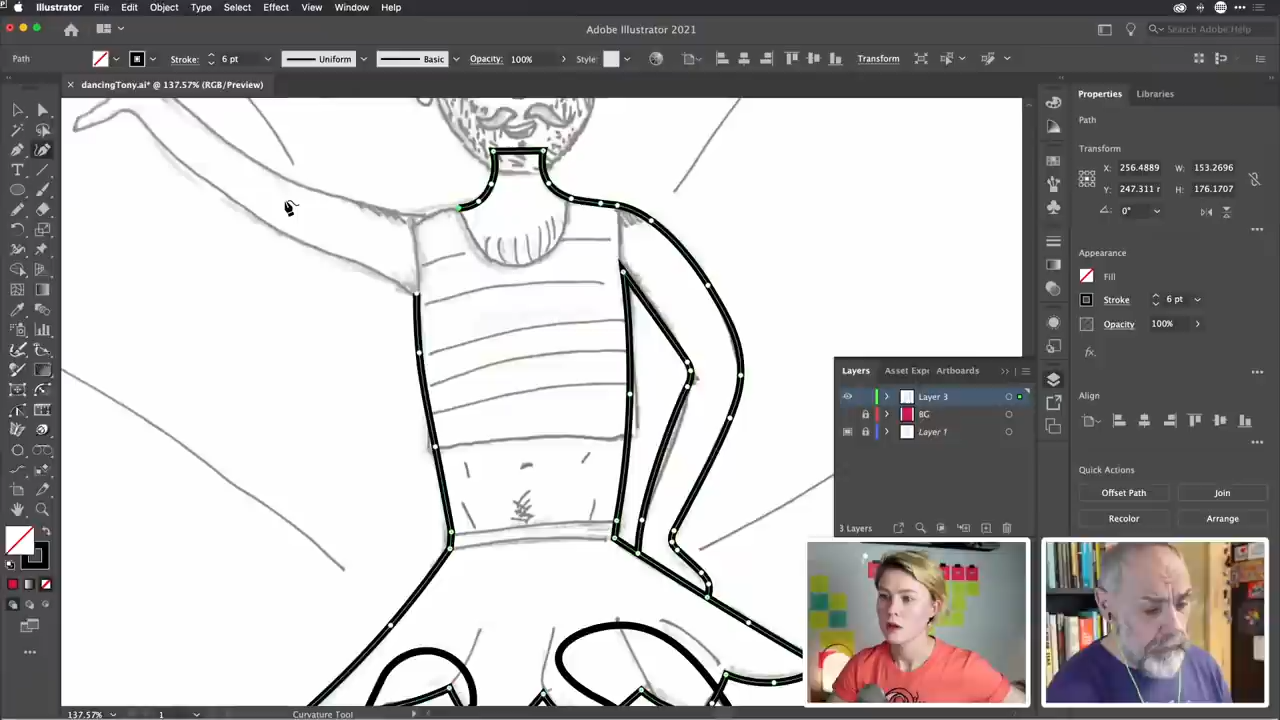 Illustrator File Edit Object Type Select Effect View Window Help
Adobe Illustrator 2021
Search Adobe Help
Path Stroke: 6 pt Uniform Basic Opacity: 100% Style: Transform
× dancingTony.ai* @ 137.57% (RGB/Preview)
Properties Libraries
Path
Transform
X: 256.4889 W: 153.2696
Y: 247.311 r H: 176.1707
0°
Appearance
Fill
Stroke 6 pt
Opacity 100%
fx.
Layers Asset Exp Artboards
Layer 3
BG
Layer 1
3 Layers
Align
Quick Actions
Offset Path Join
Recolor Arrange
137.57% 1 Curvature Tool